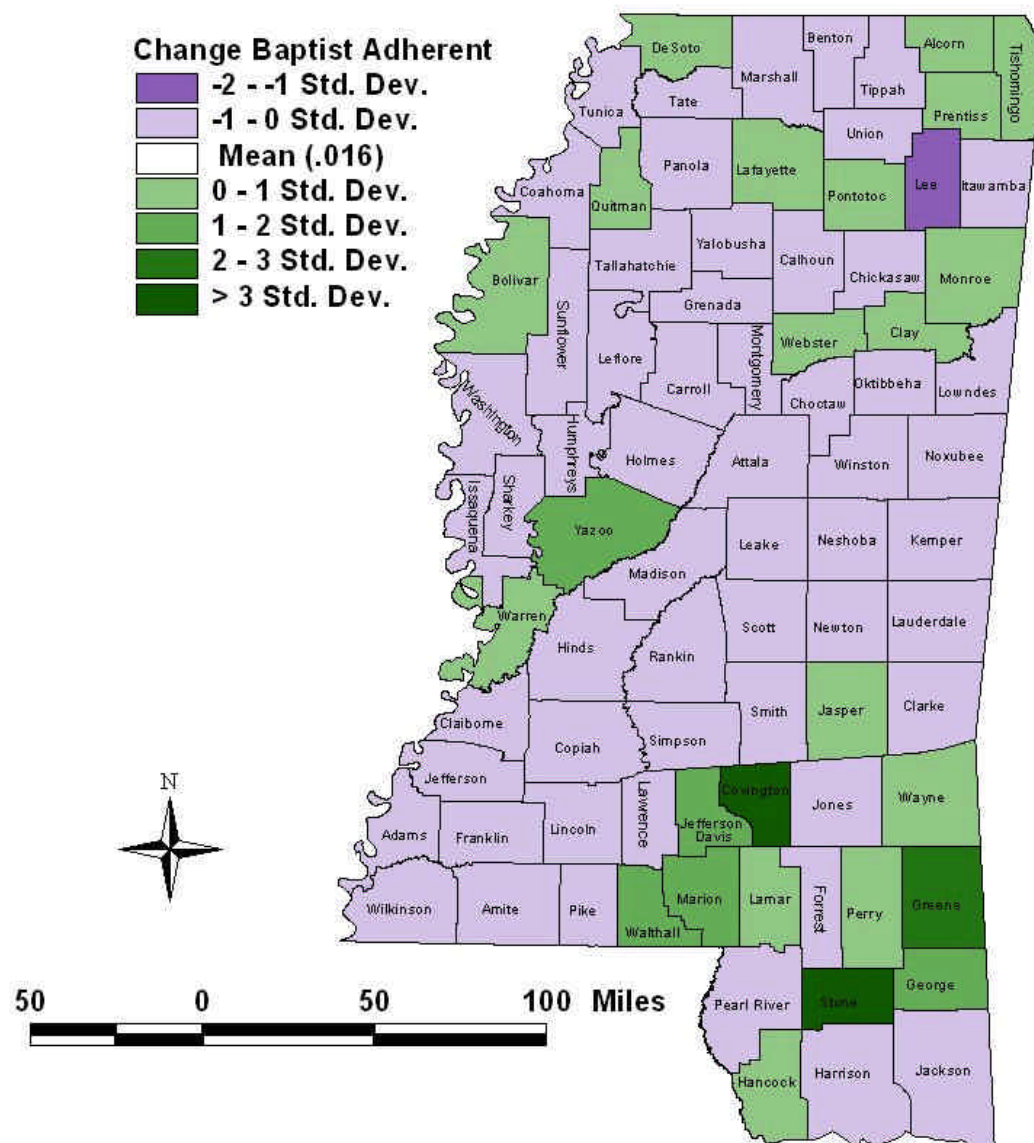 Change Baptist Adherent
-2 - -1 Std. Dev.
-1 - 0 Std. Dev.
Mean (.016)
0 - 1 Std. Dev.
1 - 2 Std. Dev.
2 - 3 Std. Dev.
> 3 Std. Dev.
DeSoto
Benton
Alcorn
Tishomingo
Marshall
Tippah
Tunica
Tate
Prentiss
Union
Panola
Lafayette
Coahoma
Quitman
Pontotoc
Lee
Itawamba
Yalobusha
Tallahatchie
Calhoun
Chickasaw
Bolivar
Monroe
Sunflower
Grenada
Leflore
Montgomery
Webster
Clay
Carroll
Oktibbeha
Choctaw
Lowndes
Washington
Humphreys
Holmes
Attala
Winston
Noxubee
Issaquena
Sharkey
Yazoo
Leake
Neshoba
Kemper
Madison
Warren
Scott
Newton
Lauderdale
Hinds
Rankin
Smith
Jasper
Clarke
Claiborne
Copiah
Simpson
Jefferson
Covington
Lawrence
Jones
Wayne
Adams
Franklin
Lincoln
Jefferson
Davis
Wilkinson
Amite
Pike
Walthall
Marion
Lamar
Forrest
Perry
Greene
George
Pearl River
Stone
Hancock
Harrison
Jackson
N
50 0 50 100 Miles